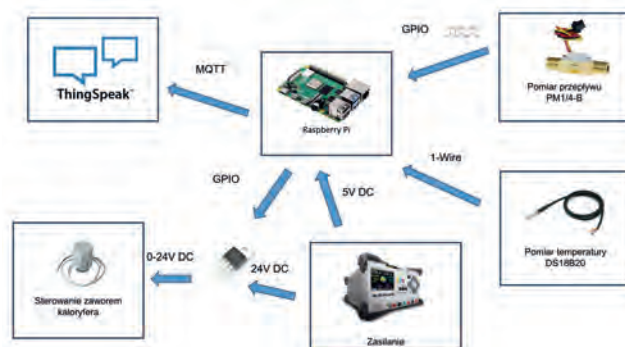 GPIO
MQTT
ThingSpeak™
Raspberry Pi
Pomiar przepływu
PM1/4-B
1-Wire
GPIO
5V DC
0-24V DC
24V DC
Pomiar temperatury
DS18B20
Sterowanie zaworem
kaloryfera
Zasilanie